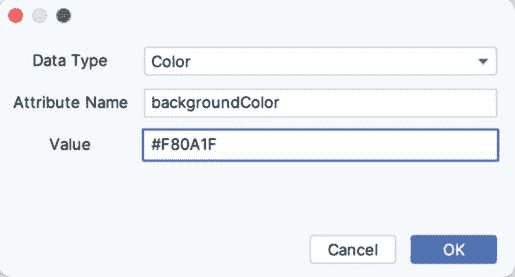 Data Type Color
Attribute Name backgroundColor
Value #F80A1F
Cancel OK